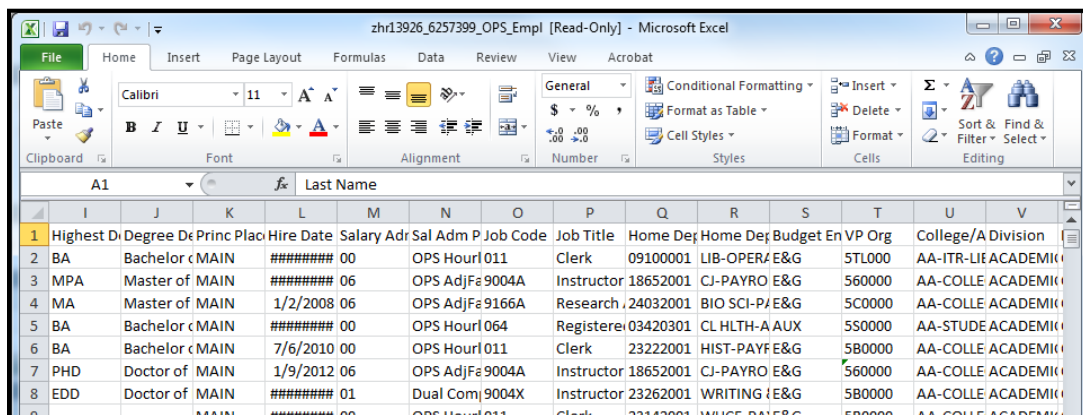 zhr13926_6257399_OPS_Empl [Read-Only] - Microsoft Excel
File Home Insert Page Layout Formulas Data Review View Acrobat
Calibri 11 A A General Conditional Formatting Insert Σ
Paste B I U A $ % , Format as Table Delete Sort & Filter Find & Select
.0 .00 .00 .0 Cell Styles Format
Clipboard Font Alignment Number Styles Cells Editing
A1 fx Last Name
I J K L M N O P Q R S T U V
1 Highest D Degree De Princ Plac Hire Date Salary Adr Sal Adm P Job Code Job Title Home Dep Home Dep Budget En VP Org College/A Division
2 BA Bachelor o MAIN ######## 00 OPS Hourl 011 Clerk 09100001 LIB-OPERA E&G 5TL000 AA-ITR-LIE ACADEMI
3 MPA Master of MAIN ######## 06 OPS AdjFa 9004A Instructor 18652001 CJ-PAYRO E&G 560000 AA-COLLE ACADEMI
4 MA Master of MAIN 1/2/2008 06 OPS AdjFa 9166A Research 24032001 BIO SCI-PA E&G 5C0000 AA-COLLE ACADEMI
5 BA Bachelor o MAIN ######## 00 OPS Hourl 064 Registere 03420301 CL HLTH-A AUX 5S0000 AA-STUDE ACADEMI
6 BA Bachelor o MAIN 7/6/2010 00 OPS Hourl 011 Clerk 23222001 HIST-PAYF E&G 5B0000 AA-COLLE ACADEMI
7 PHD Doctor of MAIN 1/9/2012 06 OPS AdjFa 9004A Instructor 18652001 CJ-PAYRO E&G 560000 AA-COLLE ACADEMI
8 EDD Doctor of MAIN ######## 01 Dual Com 9004X Instructor 23262001 WRITING E&G 5B0000 AA-COLLE ACADEMI